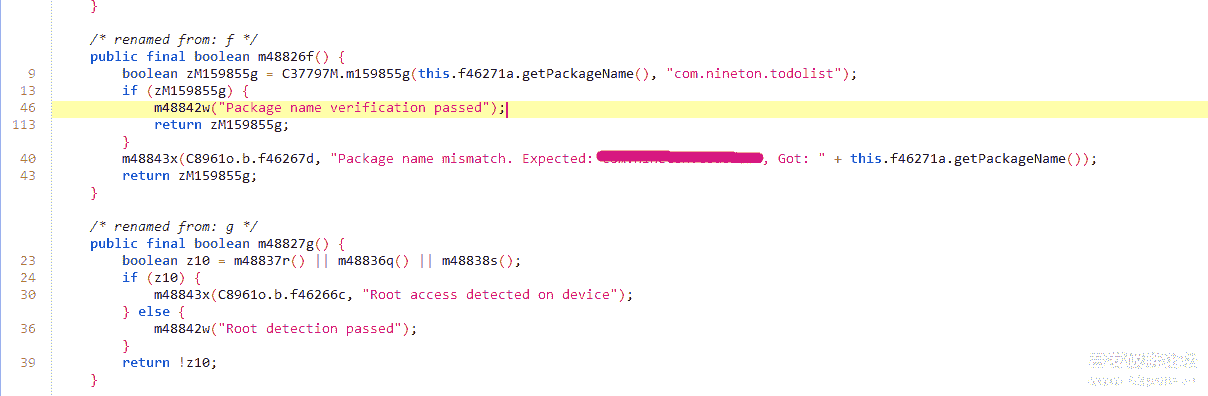 }
/* renamed from: f */
public final boolean m48826f() {
9 boolean zM159855g = C37797M.m159855g(this.f46271a.getPackageName(), "com.nineton.todolist");
13 if (zM159855g) {
46 m48842w("Package name verification passed");
113 return zM159855g;
}
40 m48843x(C8961o.b.f46267d, "Package name mismatch. Expected: , Got: " + this.f46271a.getPackageName());
43 return zM159855g;
}
/* renamed from: g */
public final boolean m48827g() {
23 boolean z10 = m48837r() || m48836q() || m48838s();
24 if (z10) {
30 m48843x(C8961o.b.f46266c, "Root access detected on device");
} else {
36 m48842w("Root detection passed");
}
39 return !z10;
}